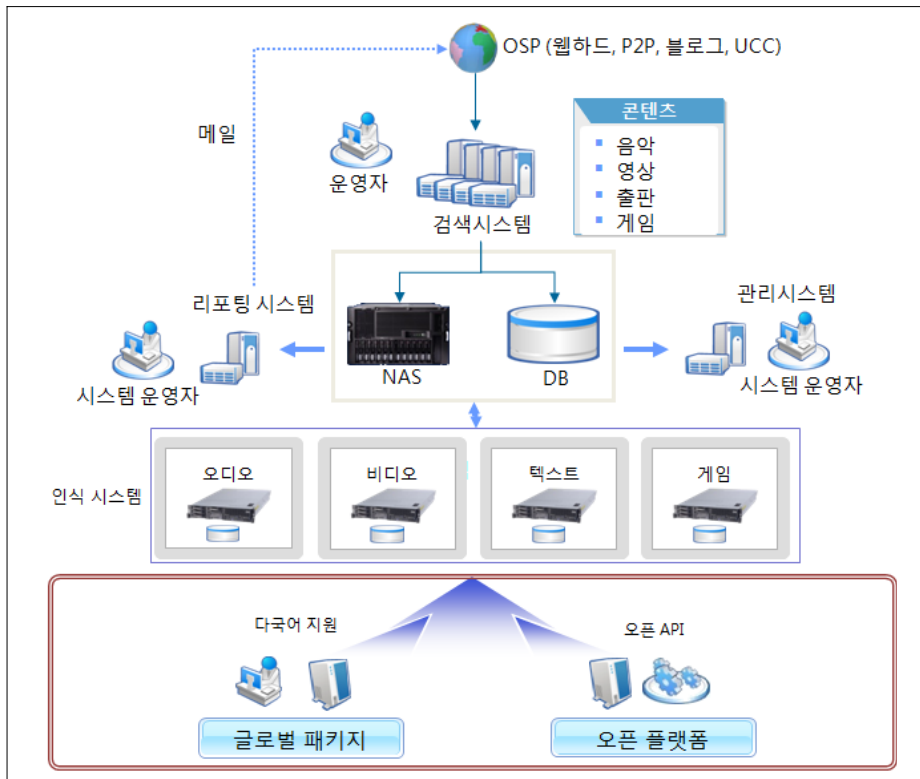 OSP (웹하드, P2P, 블로그, UCC)
메일
운영자
콘텐츠
음악
영상
출판
게임
검색시스템
리포팅 시스템
관리시스템
NAS
DB
시스템 운영자
시스템 운영자
인식 시스템
오디오
비디오
텍스트
게임
다국어 지원
오픈 API
글로벌 패키지
오픈 플랫폼